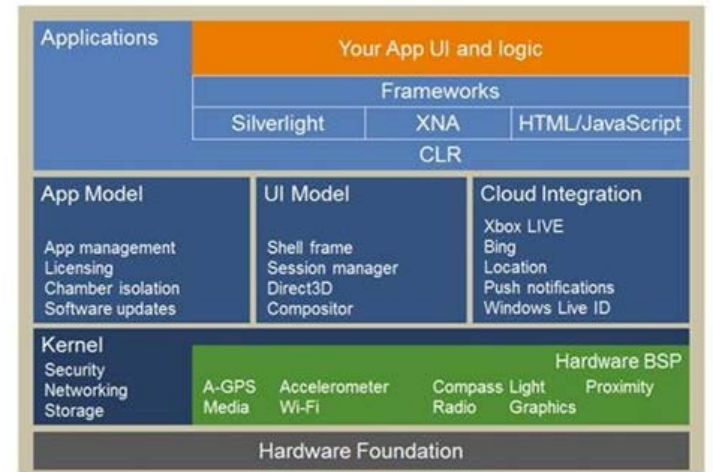 Applications
Your App UI and logic
Frameworks
Silverlight XNA HTML/JavaScript
CLR
App Model
App management
Licensing
Chamber isolation
Software updates
UI Model
Shell frame
Session manager
Direct3D
Compositor
Cloud Integration
Xbox LIVE
Bing
Location
Push notifications
Windows Live ID
Kernel
Security
Networking
Storage
Hardware BSP
A-GPS Accelerometer Compass Light Proximity
Media Wi-Fi Radio Graphics
Hardware Foundation